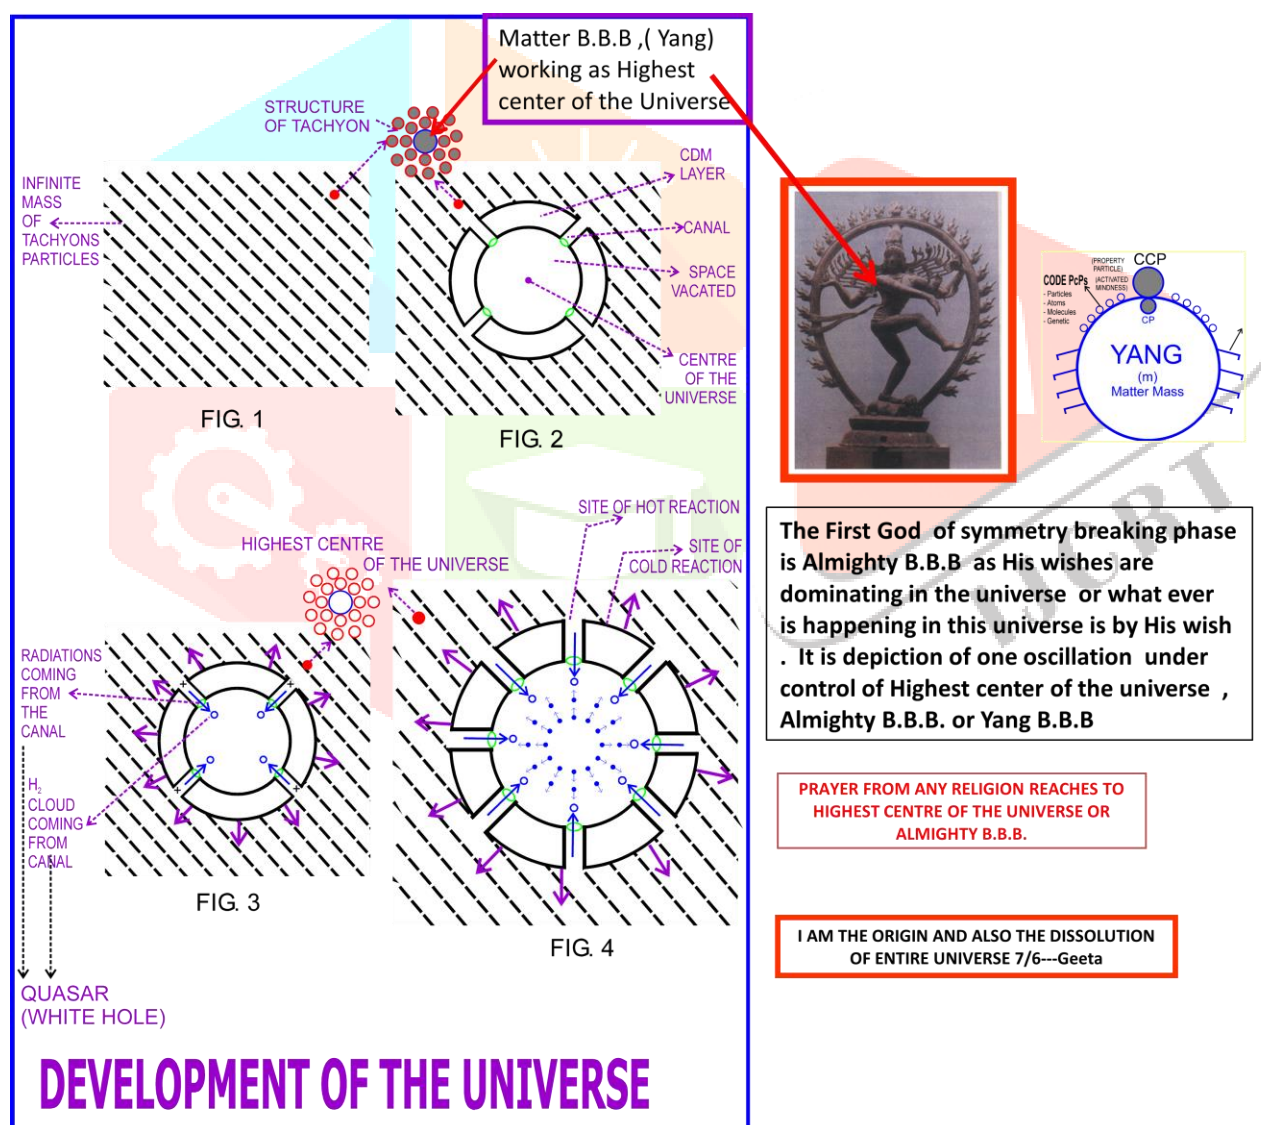 Matter B.B.B ,( Yang)
working as Highest
center of the Universe
STRUCTURE
OF TACHYON
INFINITE
MASS
OF
TACHYONS
PARTICLES
CDM
LAYER
CANAL
SPACE
VACATED
CENTRE
OF THE
UNIVERSE
FIG. 1
FIG. 2
SITE OF HOT REACTION
SITE OF
COLD REACTION
HIGHEST CENTRE
OF THE UNIVERSE
RADIATIONS
COMING
FROM
THE
CANAL
H2
CLOUD
COMING
FROM
CANAL
+
+
+
+
FIG. 3
FIG. 4
QUASAR
(WHITE HOLE)
DEVELOPMENT OF THE UNIVERSE
(PROPERTY
PARTICLE)
CCP
CODE PcPs
(ACTIVATED
MINDNESS)
- Particles
- Atoms
- Molecules
- Genetic
CP
YANG
(m)
Matter Mass
The First God of symmetry breaking phase
is Almighty B.B.B as His wishes are
dominating in the universe or what ever
is happening in this universe is by His wish
. It is depiction of one oscillation under
control of Highest center of the universe ,
Almighty B.B.B. or Yang B.B.B
IJCRT
PRAYER FROM ANY RELIGION REACHES TO
HIGHEST CENTRE OF THE UNIVERSE OR
ALMIGHTY B.B.B.
I AM THE ORIGIN AND ALSO THE DISSOLUTION
OF ENTIRE UNIVERSE 7/6---Geeta